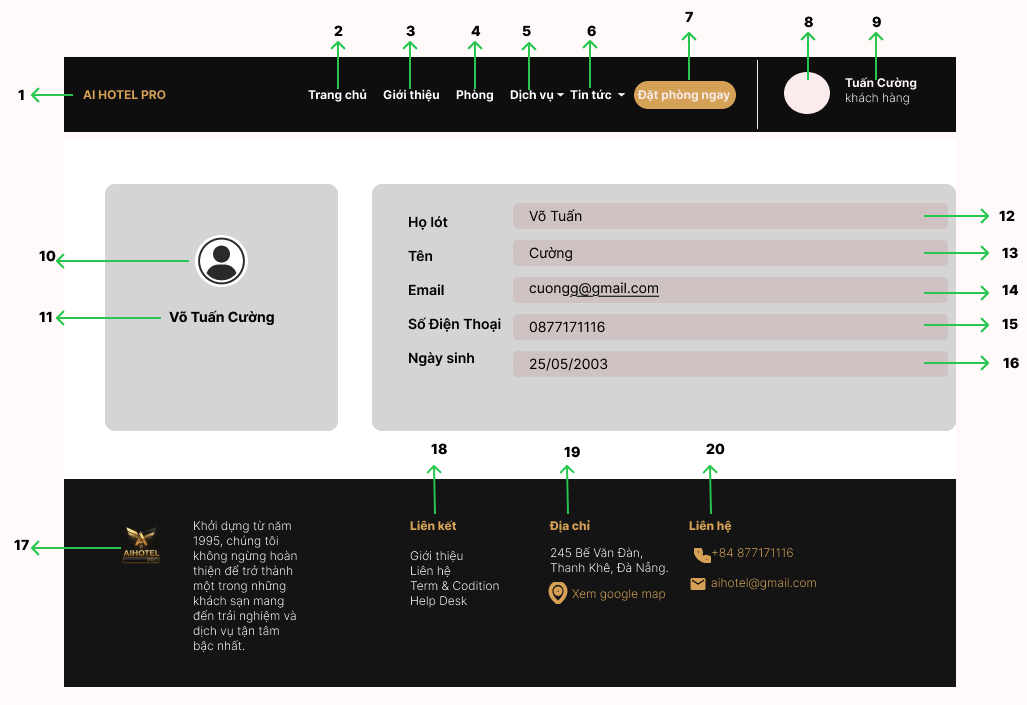 2
3
4
5
6
7
8
9
1
AI HOTEL PRO
Trang chủ
Giới thiệu
Phòng
Dịch vụ
Tin tức
Đặt phòng ngay
Tuấn Cường
khách hàng
10
11
Võ Tuấn Cường
Họ lót
Võ Tuấn
12
Tên
Cường
13
Email
cuongg@gmail.com
14
Số Điện Thoại
0877171116
15
Ngày sinh
25/05/2003
16
18
19
20
17
AIHOTEL
PRO
Khởi dựng từ năm
1995, chúng tôi
không ngừng hoàn
thiện để trở thành
một trong những
khách sạn mang
đến trải nghiệm và
dịch vụ tận tâm
bậc nhất.
Liên kết
Giới thiệu
Liên hệ
Term & Codition
Help Desk
Địa chỉ
245 Bế Văn Đàn,
Thanh Khê, Đà Nẵng.
Xem google map
Liên hệ
+84 877171116
aihotel@gmail.com